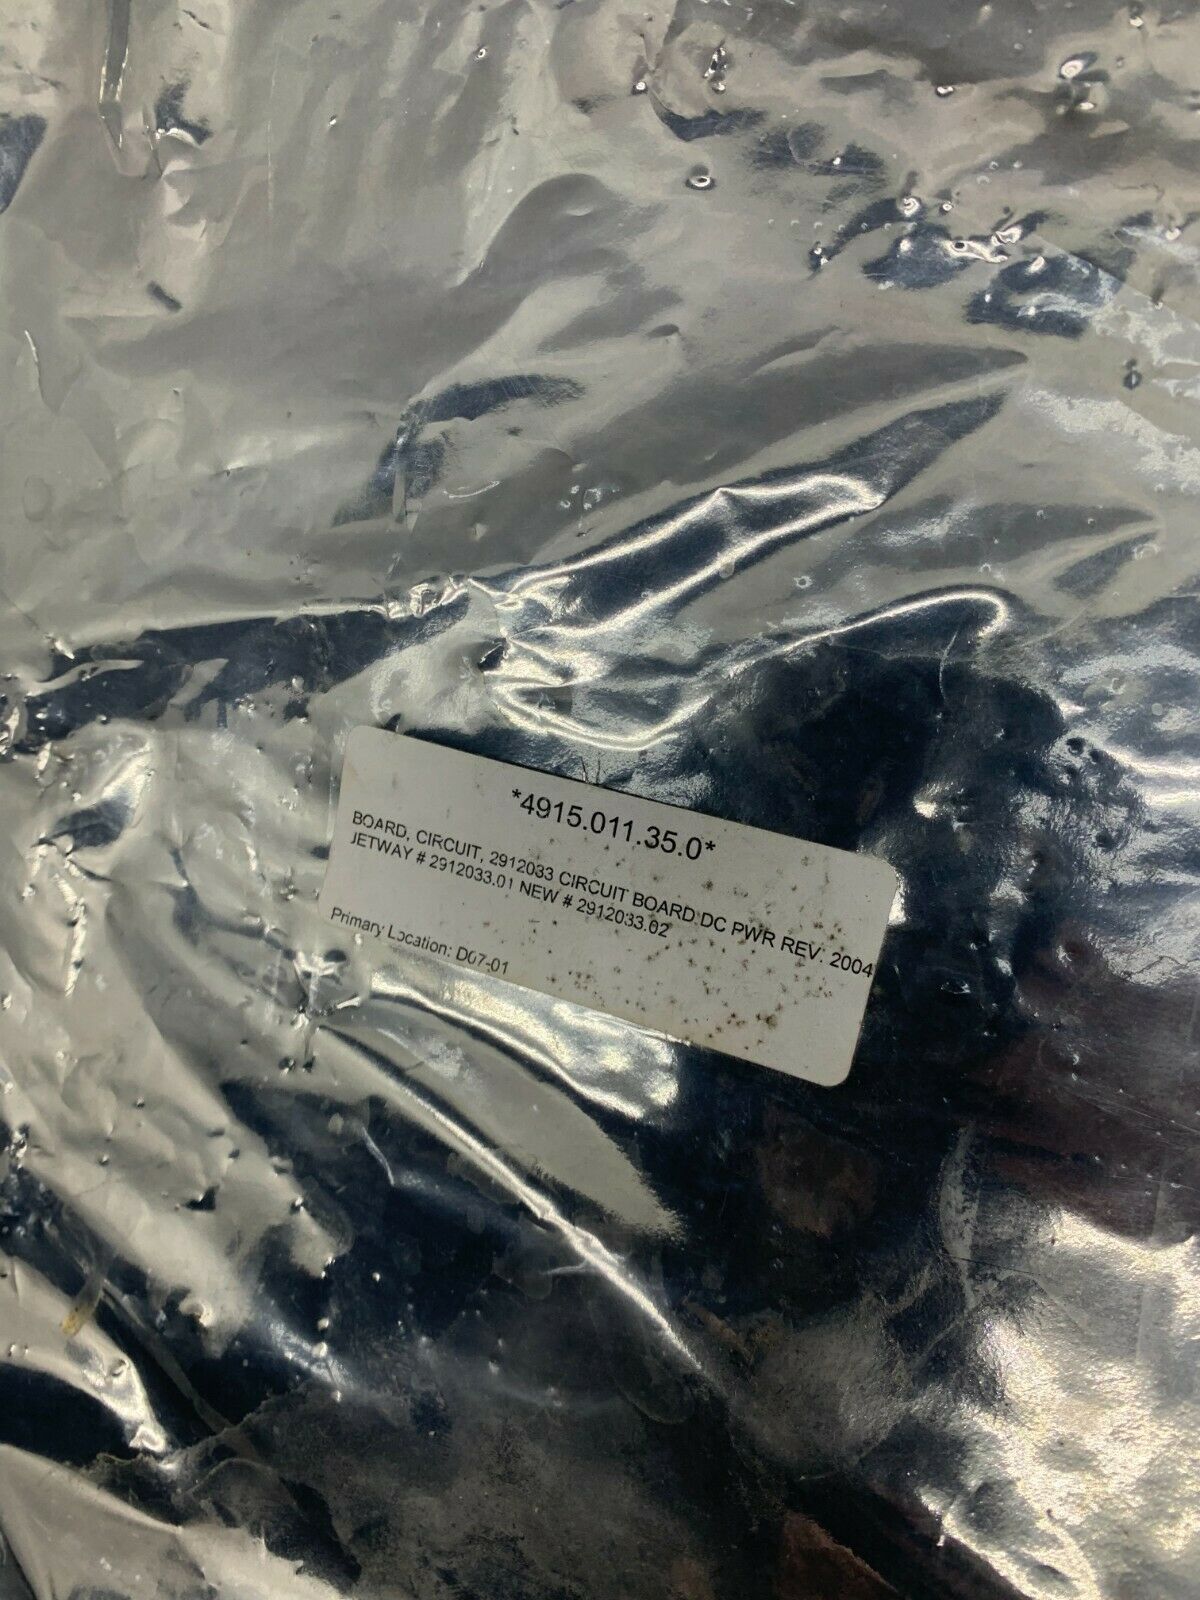 *4915.011.35.0*
BOARD, CIRCUIT, 2912033 CIRCUIT BOARD:DC PWR REV. 2004
JETWAY # 2912033.01 NEW # 2912033.02
Primary Location: D07-01